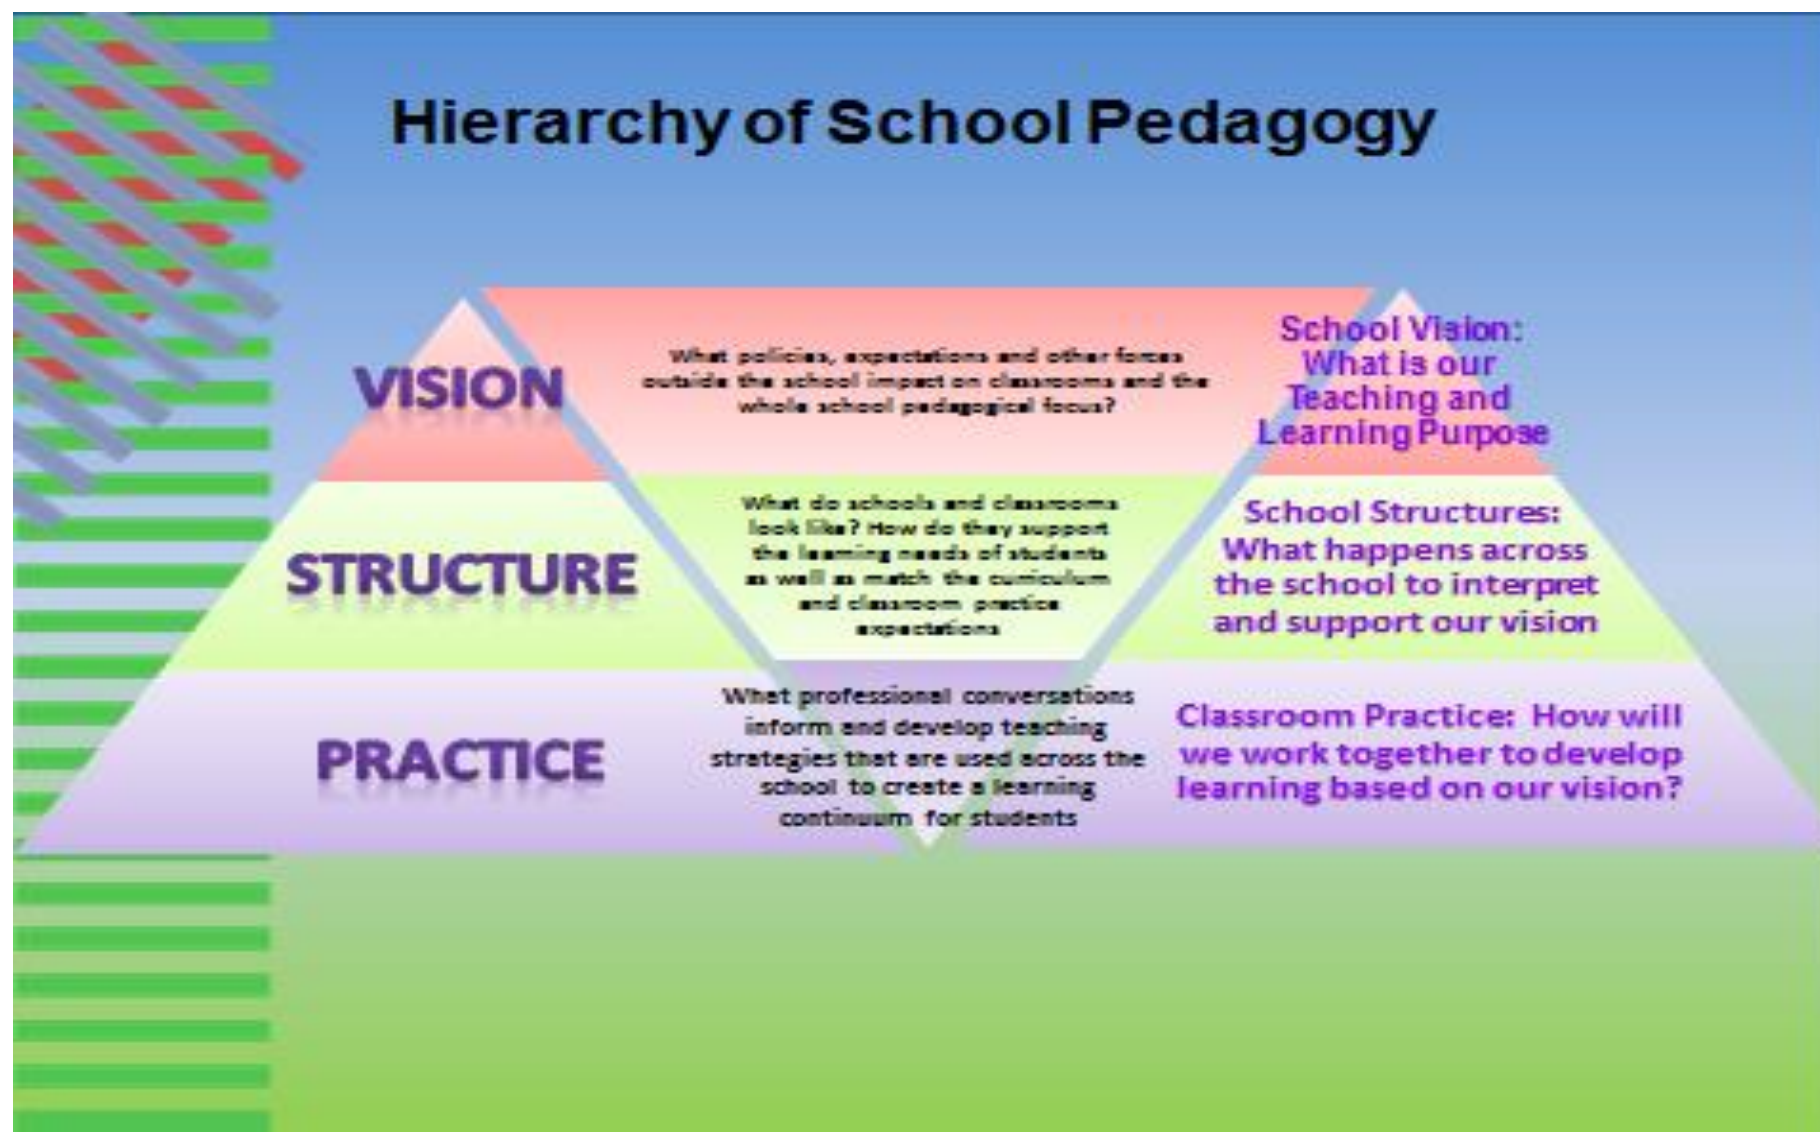 Hierarchy of School Pedagogy
VISION
What policies, expectations and other forces
outside the school impact on classrooms and the
whole school pedagogical focus?
School Vision:
What is our
Teaching and
Learning Purpose
STRUCTURE
What do schools and classrooms
look like? How do they support
the learning needs of students
as well as match the curriculum
and classroom practice
expectations
School Structures:
What happens across
the school to interpret
and support our vision
PRACTICE
What professional conversations
inform and develop teaching
strategies that are used across the
school to create a learning
continuum for students
Classroom Practice: How will
we work together to develop
learning based on our vision?